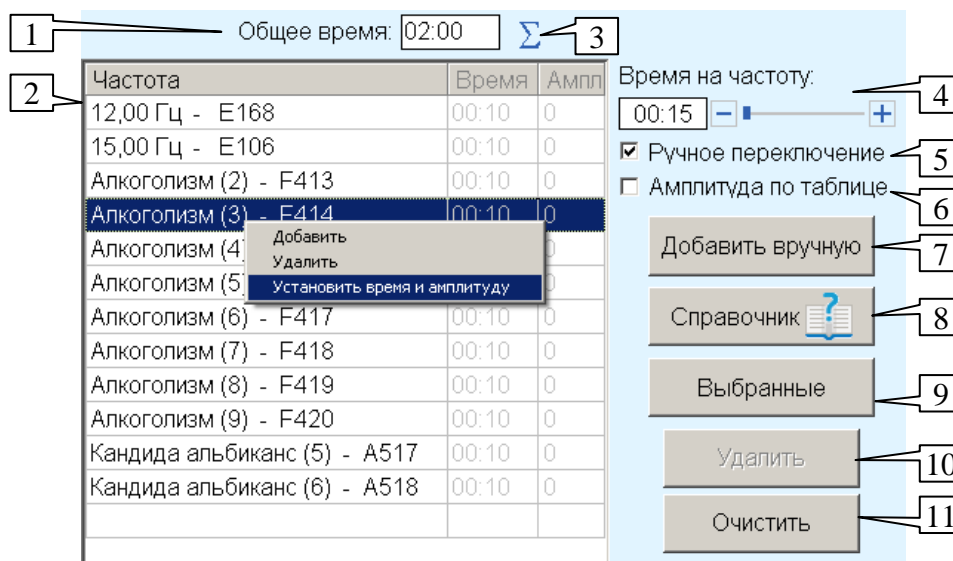 1
Общее время: 02:00
Σ
3
2
Частота Время Ампл
12,00 Гц - E168 00:10 0
15,00 Гц - E106 00:10 0
Алкоголизм (2) - F413 00:10 0
Алкоголизм (3) - F414 00:10 0
Алкоголизм (4)
Алкоголизм (5)
Добавить
Удалить
Установить время и амплитуду
Алкоголизм (6) - F417 00:10 0
Алкоголизм (7) - F418 00:10 0
Алкоголизм (8) - F419 00:10 0
Алкоголизм (9) - F420 00:10 0
Кандида альбиканс (5) - A517 00:10 0
Кандида альбиканс (6) - A518 00:10 0
Время на частоту:
4
00:15 − +
Ручное переключение
5
Амплитуда по таблице
6
Добавить вручную
7
Справочник ?
8
Выбранные
9
Удалить
10
Очистить
11